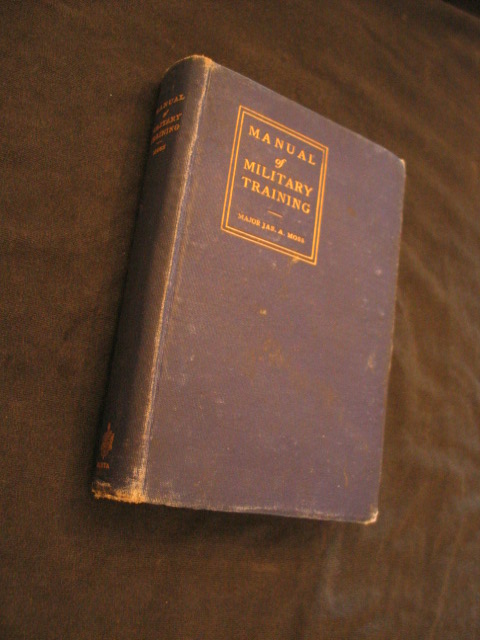 MANUAL
of
MILITARY
TRAINING
MAJOR JAS. A. MOSS
MANUAL
of
MILITARY
TRAINING
MOSS